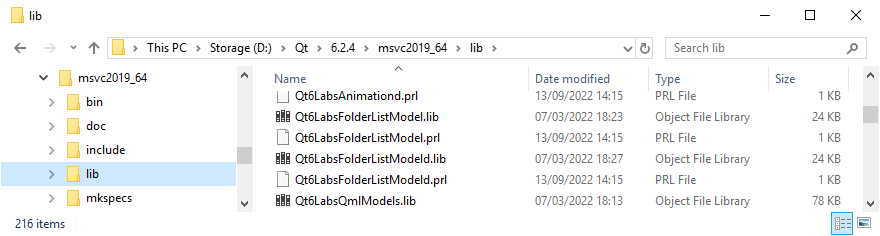 lib
This PC > Storage (D:) > Qt > 6.2.4 > msvc2019_64 > lib
Search lib
msvc2019_64
bin
doc
include
lib
mkspecs
Name Date modified Type Size
Qt6LabsAnimationd.prl 13/09/2022 14:15 PRL File 1 KB
Qt6LabsFolderListModel.lib 07/03/2022 18:23 Object File Library 24 KB
Qt6LabsFolderListModel.prl 13/09/2022 14:15 PRL File 1 KB
Qt6LabsFolderListModeld.lib 07/03/2022 18:27 Object File Library 24 KB
Qt6LabsFolderListModeld.prl 13/09/2022 14:15 PRL File 1 KB
Qt6LabsQmlModels.lib 07/03/2022 18:13 Object File Library 78 KB
216 items